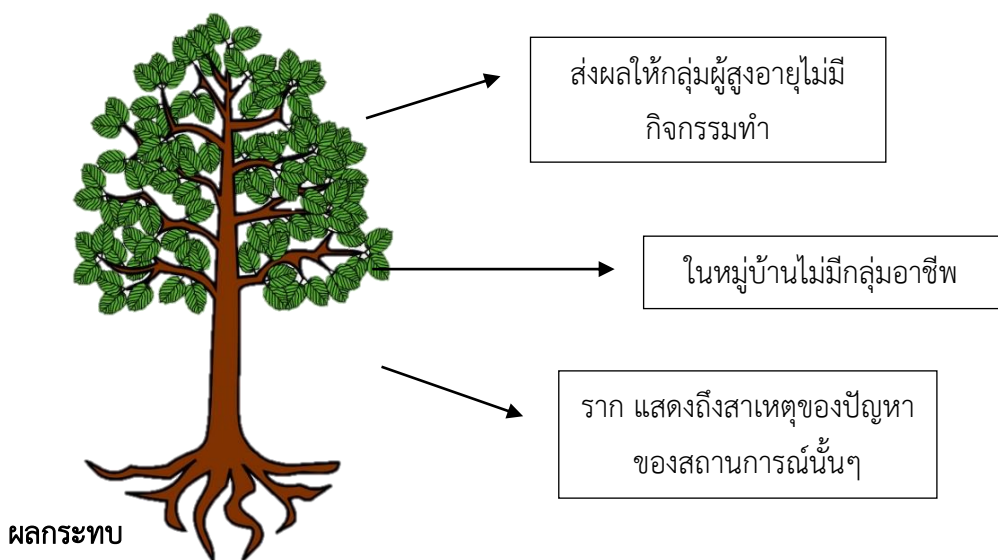 ส่งผลให้กลุ่มผู้สูงอายุไม่มี
กิจกรรมทำ
ในหมู่บ้านไม่มีกลุ่มอาชีพ
ราก แสดงถึงสาเหตุของปัญหา
ของสถานการณ์นั้นๆ
ผลกระทบ